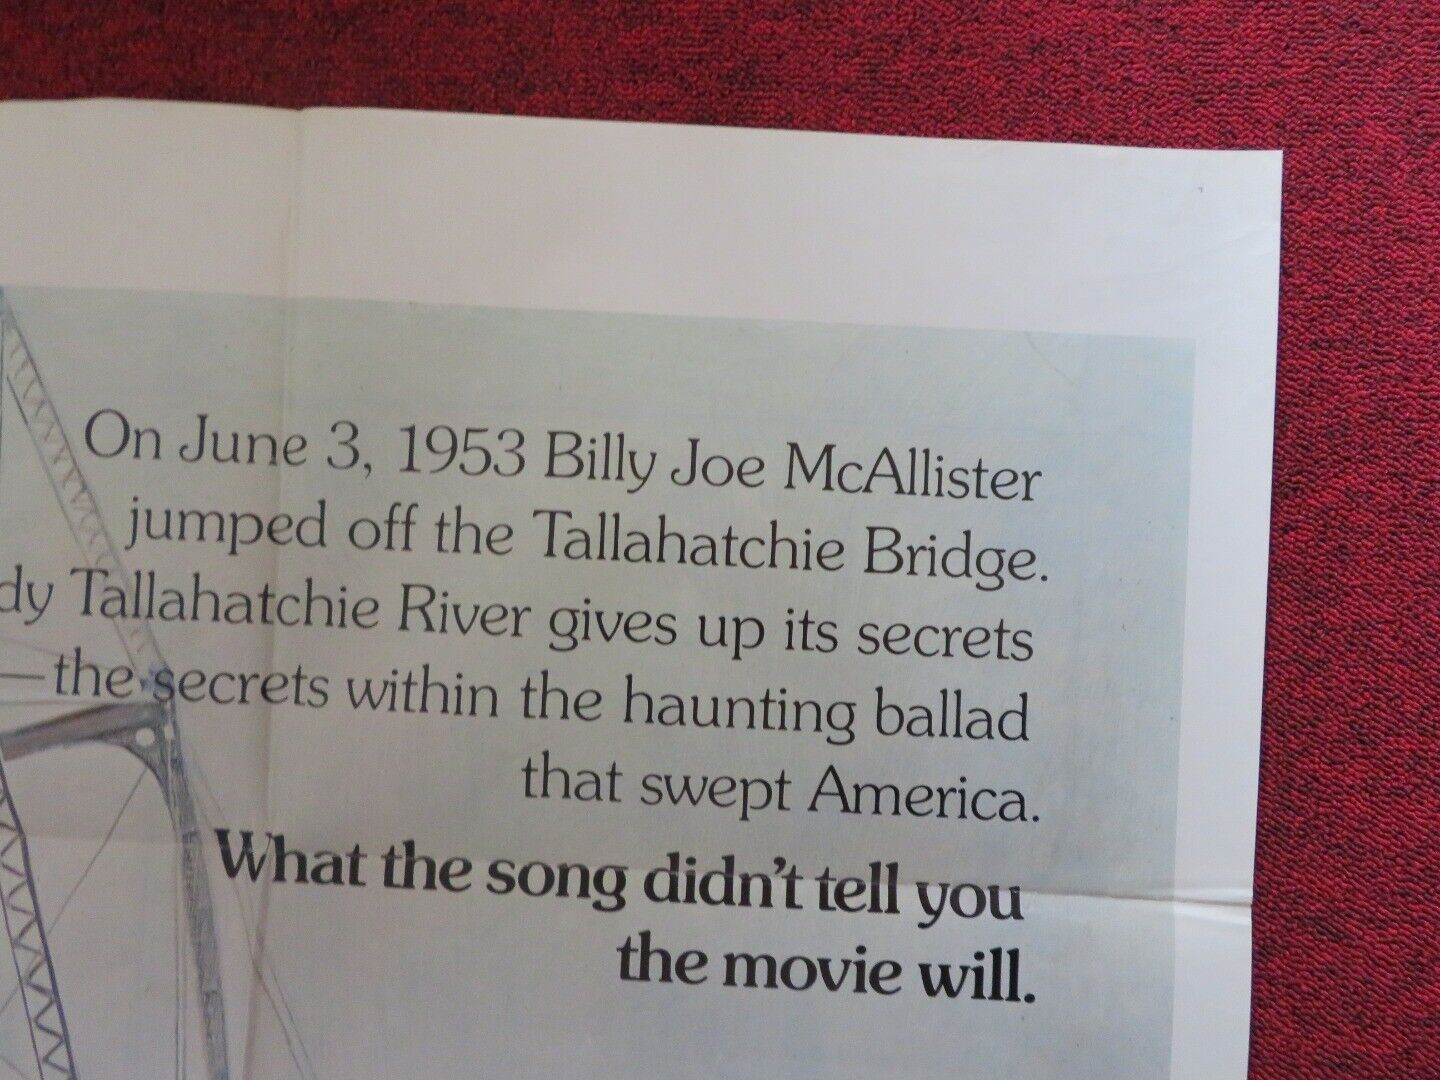 On June 3, 1953 Billy Joe McAllister
jumped off the Tallahatchie Bridge.
dy Tallahatchie River gives up its secrets
—the secrets within the haunting ballad
that swept America.
What the song didn't tell you
the movie will.